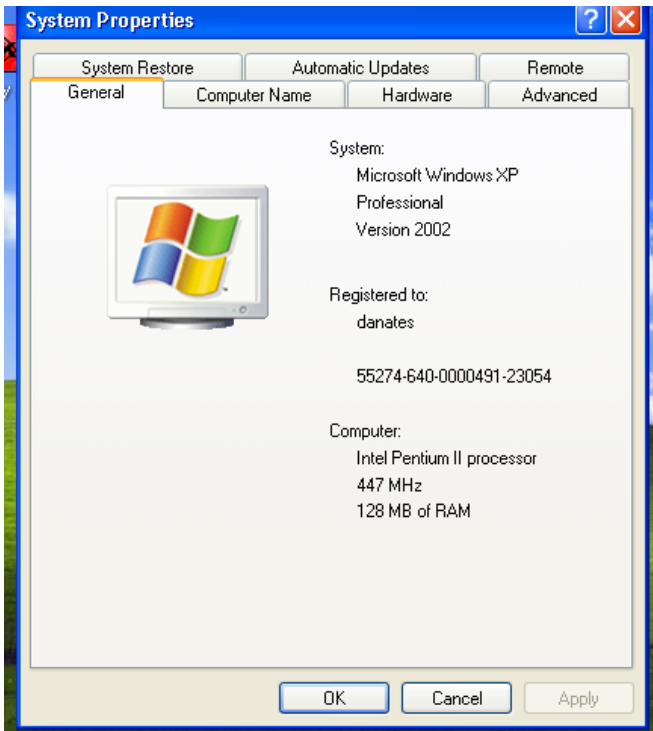 System Properties
System Restore Automatic Updates Remote
General Computer Name Hardware Advanced
System:
Microsoft Windows XP
Professional
Version 2002
Registered to:
danates
55274-640-0000491-23054
Computer:
Intel Pentium II processor
447 MHz
128 MB of RAM
OK Cancel Apply